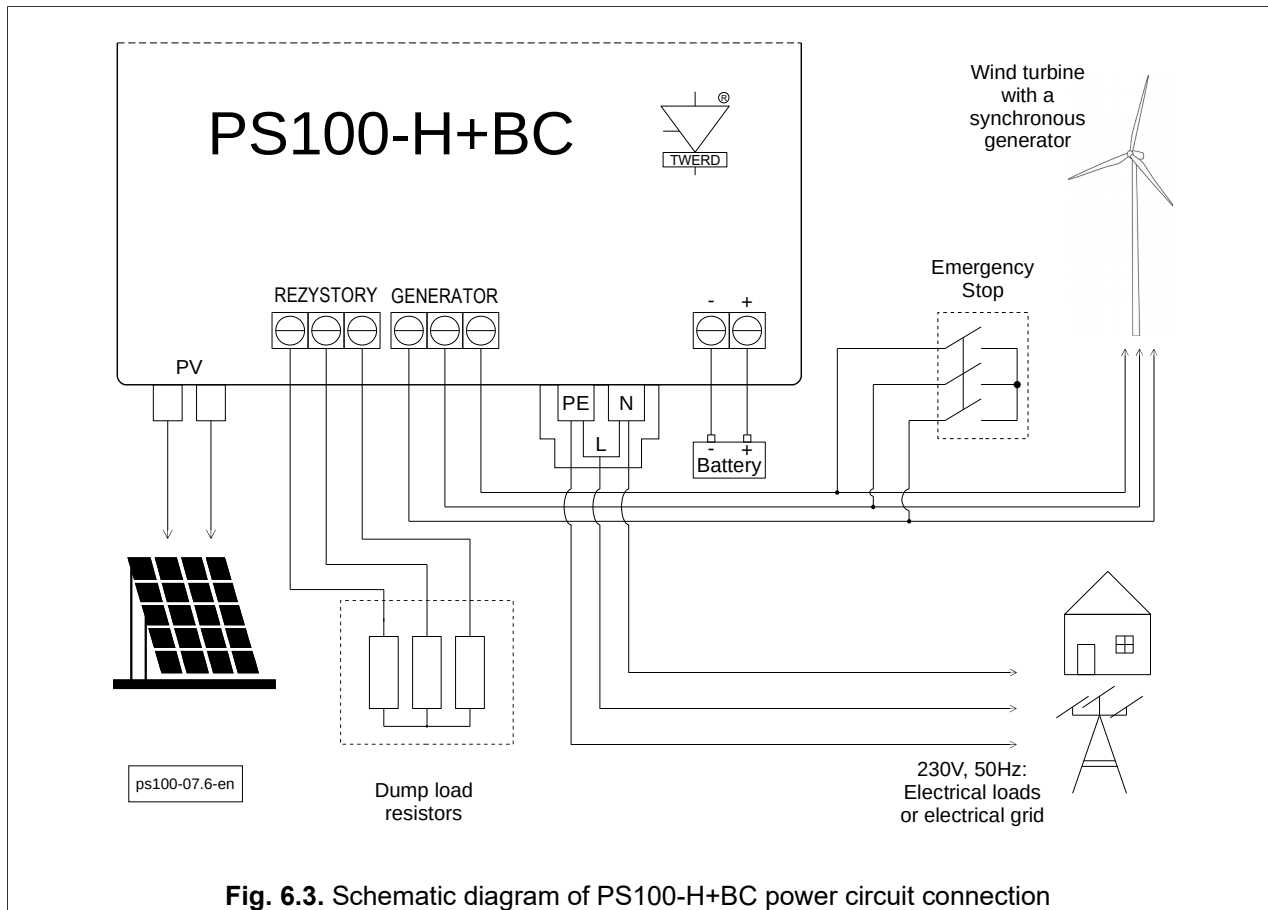 PS100-H+BC
®
TWERD
Wind turbine
with a
synchronous
generator
Emergency
Stop
REZYSTORY
GENERATOR
- +
PV
PE
N
L
- +
Battery
230V, 50Hz:
Electrical loads
or electrical grid
Dump load
resistors
ps100-07.6-en
Fig. 6.3. Schematic diagram of PS100-H+BC power circuit connection